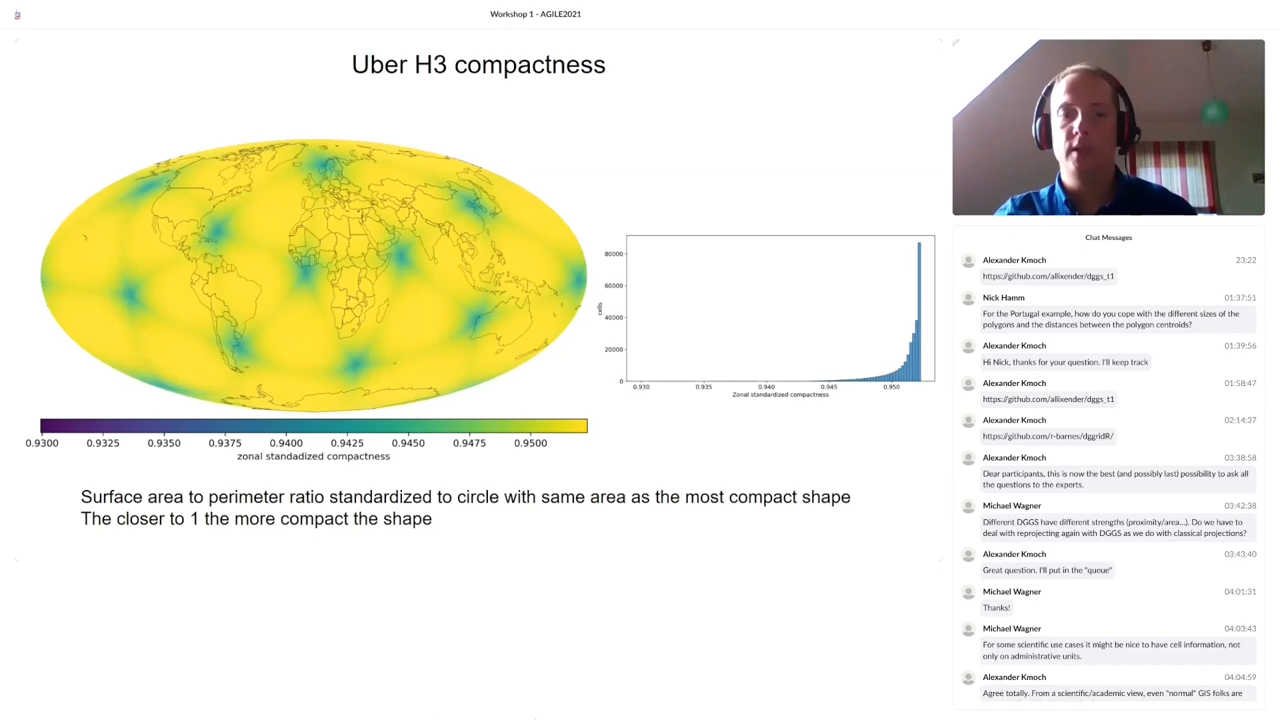 Workshop 1 - AGILE2021
Uber H3 compactness
80000
60000
40000
20000
0
cells
0.930
0.935
0.940
0.945
0.950
Zonal standardized compactness
0.9300
0.9325
0.9350
0.9375
0.9400
0.9425
0.9450
0.9475
0.9500
zonal standadized compactness
Surface area to perimeter ratio standardized to circle with same area as the most compact shape
The closer to 1 the more compact the shape
Chat Messages
Alexander Kmoch 23:22
https://github.com/allixender/dggs_t1
Nick Hamm 01:37:51
For the Portugal example, how do you cope with the different sizes of the
polygons and the distances between the polygon centroids?
Alexander Kmoch 01:39:56
Hi Nick, thanks for your question. I'll keep track
Alexander Kmoch 01:58:47
https://github.com/allixender/dggs_t1
Alexander Kmoch 02:14:37
https://github.com/r-barnes/dggridR/
Alexander Kmoch 03:38:58
Dear participants, this is now the best (and possibly last) possibility to ask all
the questions to the experts.
Michael Wagner 03:42:38
Different DGGS have different strengths (proximity/area...). Do we have to
deal with reprojecting again with DGGS as we do with classical projections?
Alexander Kmoch 03:43:40
Great question. I'll put in the "queue"
Michael Wagner 04:01:31
Thanks!
Michael Wagner 04:03:43
For some scientific use cases it might be nice to have cell information, not
only on administrative units.
Alexander Kmoch 04:04:59
Agree totally. From a scientific/academic view, even "normal" GIS folks are